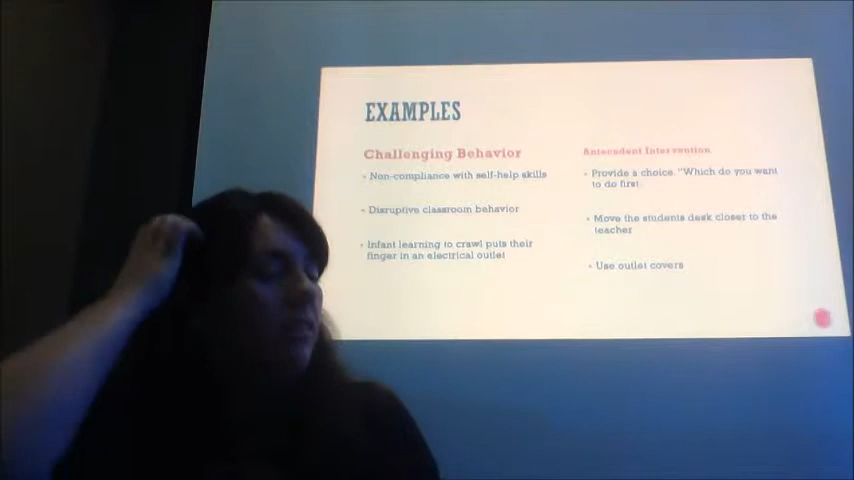 EXAMPLES
Challenging Behavior
Non-compliance with self-help skills
Disruptive classroom behavior
Infant learning to crawl puts their
finger in an electrical outlet
Antecedent Intervention
Provide a choice. "Which do you want
to do first.
Move the students desk closer to the
teacher
Use outlet covers